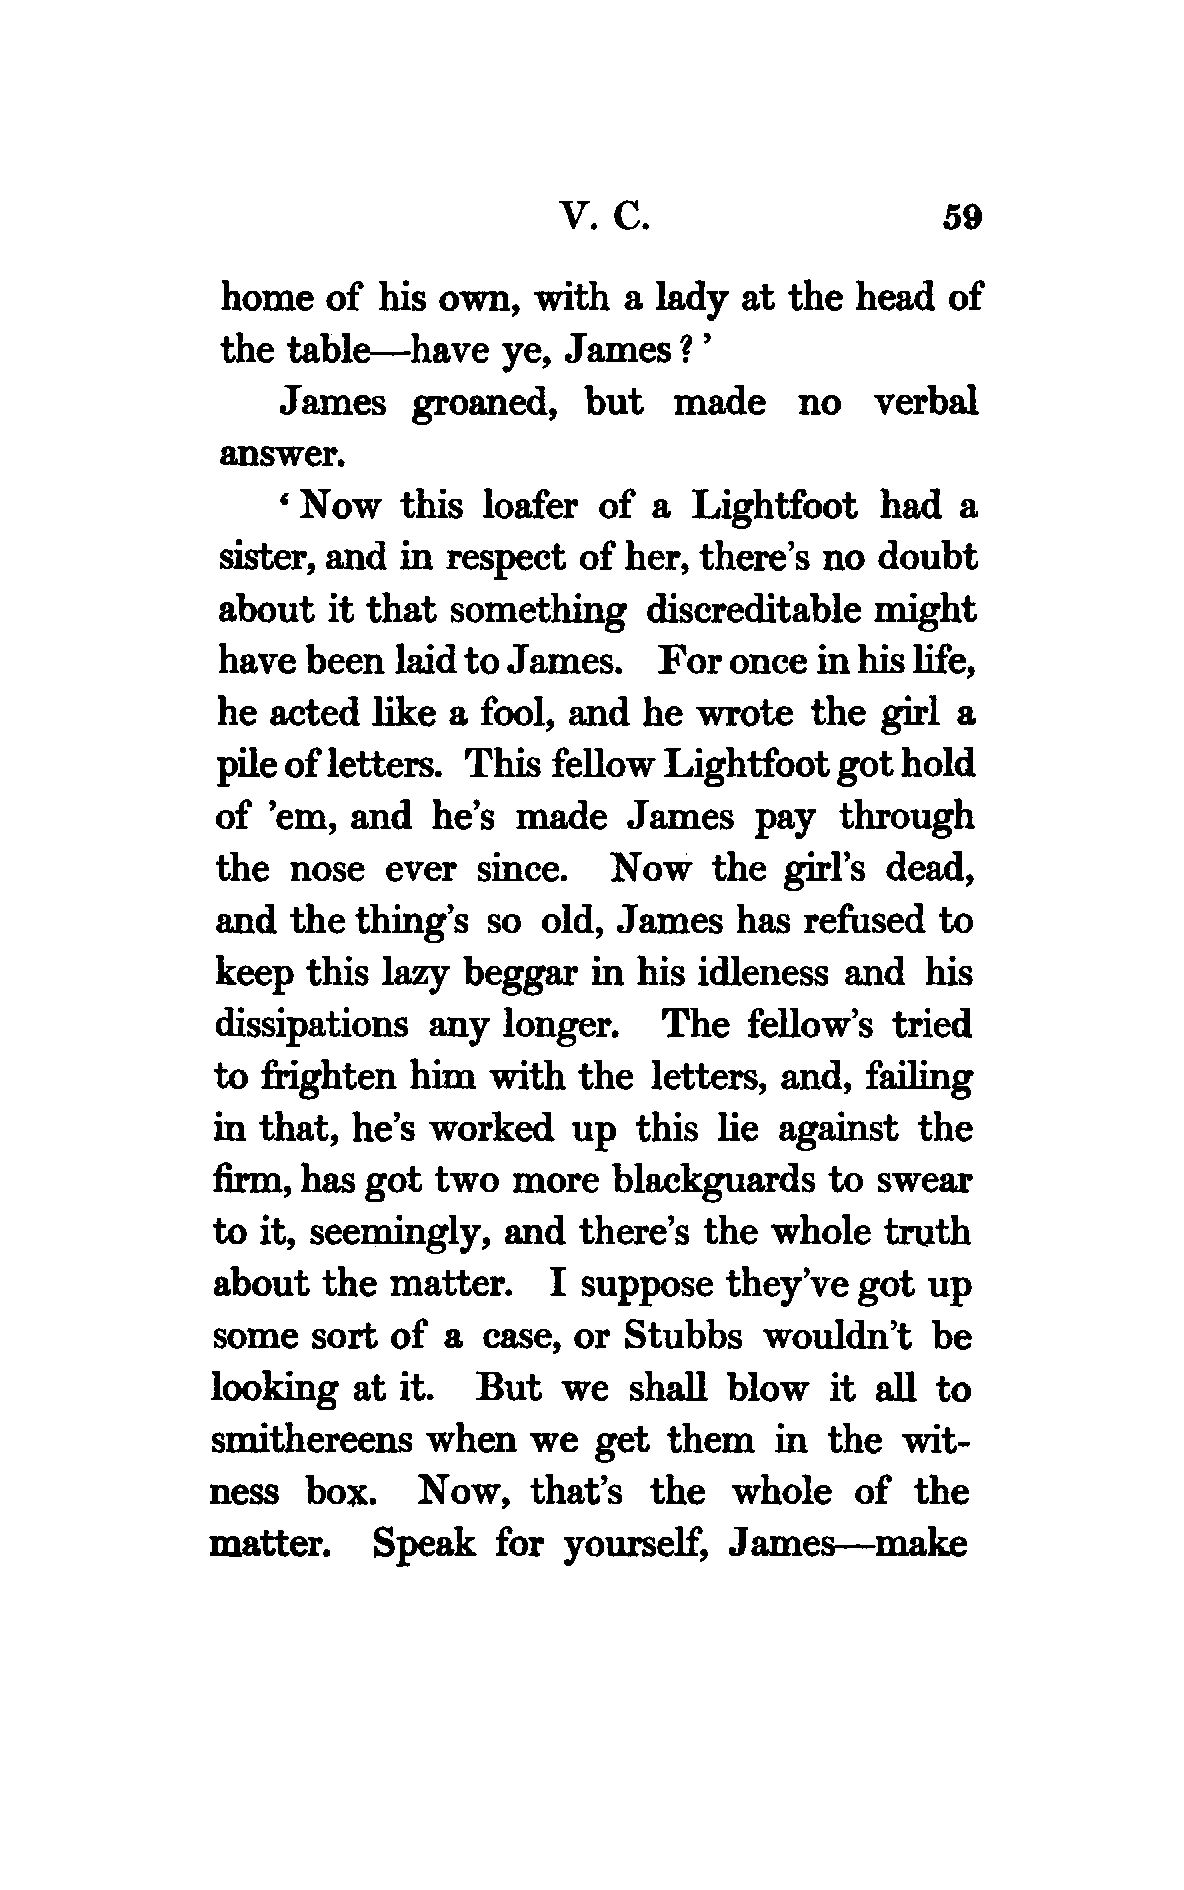 V. C. 59
home of his own, with a lady at the head of
the table—have ye, James?’
James groaned, but made no verbal
answer.
‘Now this loafer of a Lightfoot had a
sister, and in respect of her, there’s no doubt
about it that something discreditable might
have been laid to James. For once in his life,
he acted like a fool, and he wrote the girl a
pile of letters. This fellow Lightfoot got hold
of ’em, and he’s made James pay through
the nose ever since. Now the girl’s dead,
and the thing’s so old, James has refused to
keep this lazy beggar in his idleness and his
dissipations any longer. The fellow’s tried
to frighten him with the letters, and, failing
in that, he’s worked up this lie against the
firm, has got two more blackguards to swear
to it, seemingly, and there’s the whole truth
about the matter. I suppose they’ve got up
some sort of a case, or Stubbs wouldn’t be
looking at it. But we shall blow it all to
smithereens when we get them in the wit-
ness box. Now, that’s the whole of the
matter. Speak for yourself, James—make